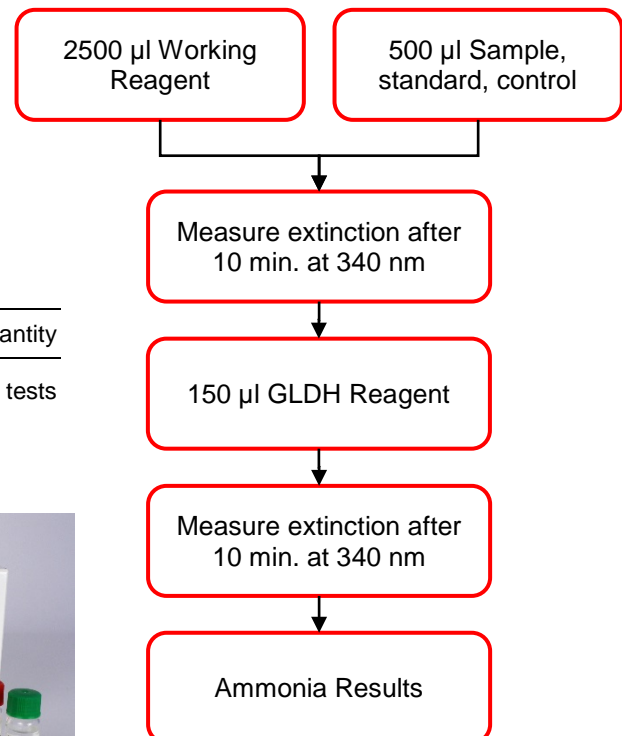 2500 µl Working
Reagent
500 µl Sample,
standard, control
Measure extinction after
10 min. at 340 nm
150 µl GLDH Reagent
Measure extinction after
10 min. at 340 nm
Ammonia Results
tests